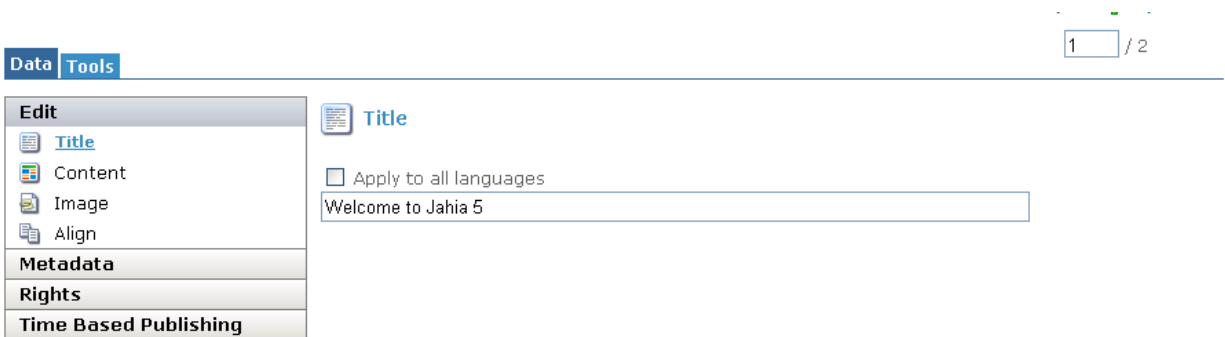 1 / 2
Data Tools
Edit
Title
Content
Image
Align
Metadata
Rights
Time Based Publishing
Title
Apply to all languages
Welcome to Jahia 5